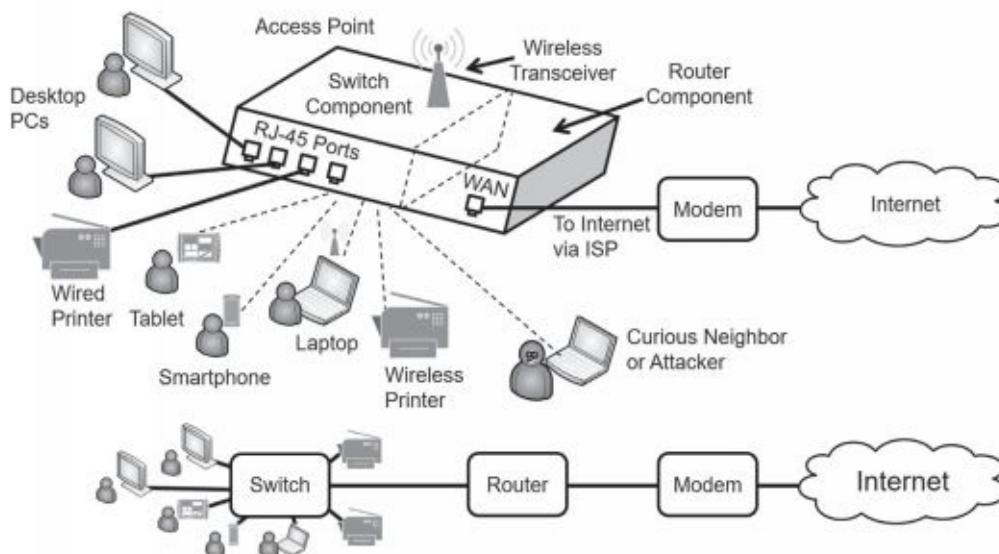 Access Point
Wireless
Transceiver
Router
Component
Switch
Component
Desktop
PCs
RJ-45 Ports
WAN
Modem
Internet
To Internet
via ISP
Wired
Printer
Tablet
Smartphone
Laptop
Wireless
Printer
Curious Neighbor
or Attacker
Switch
Router
Modem
Internet